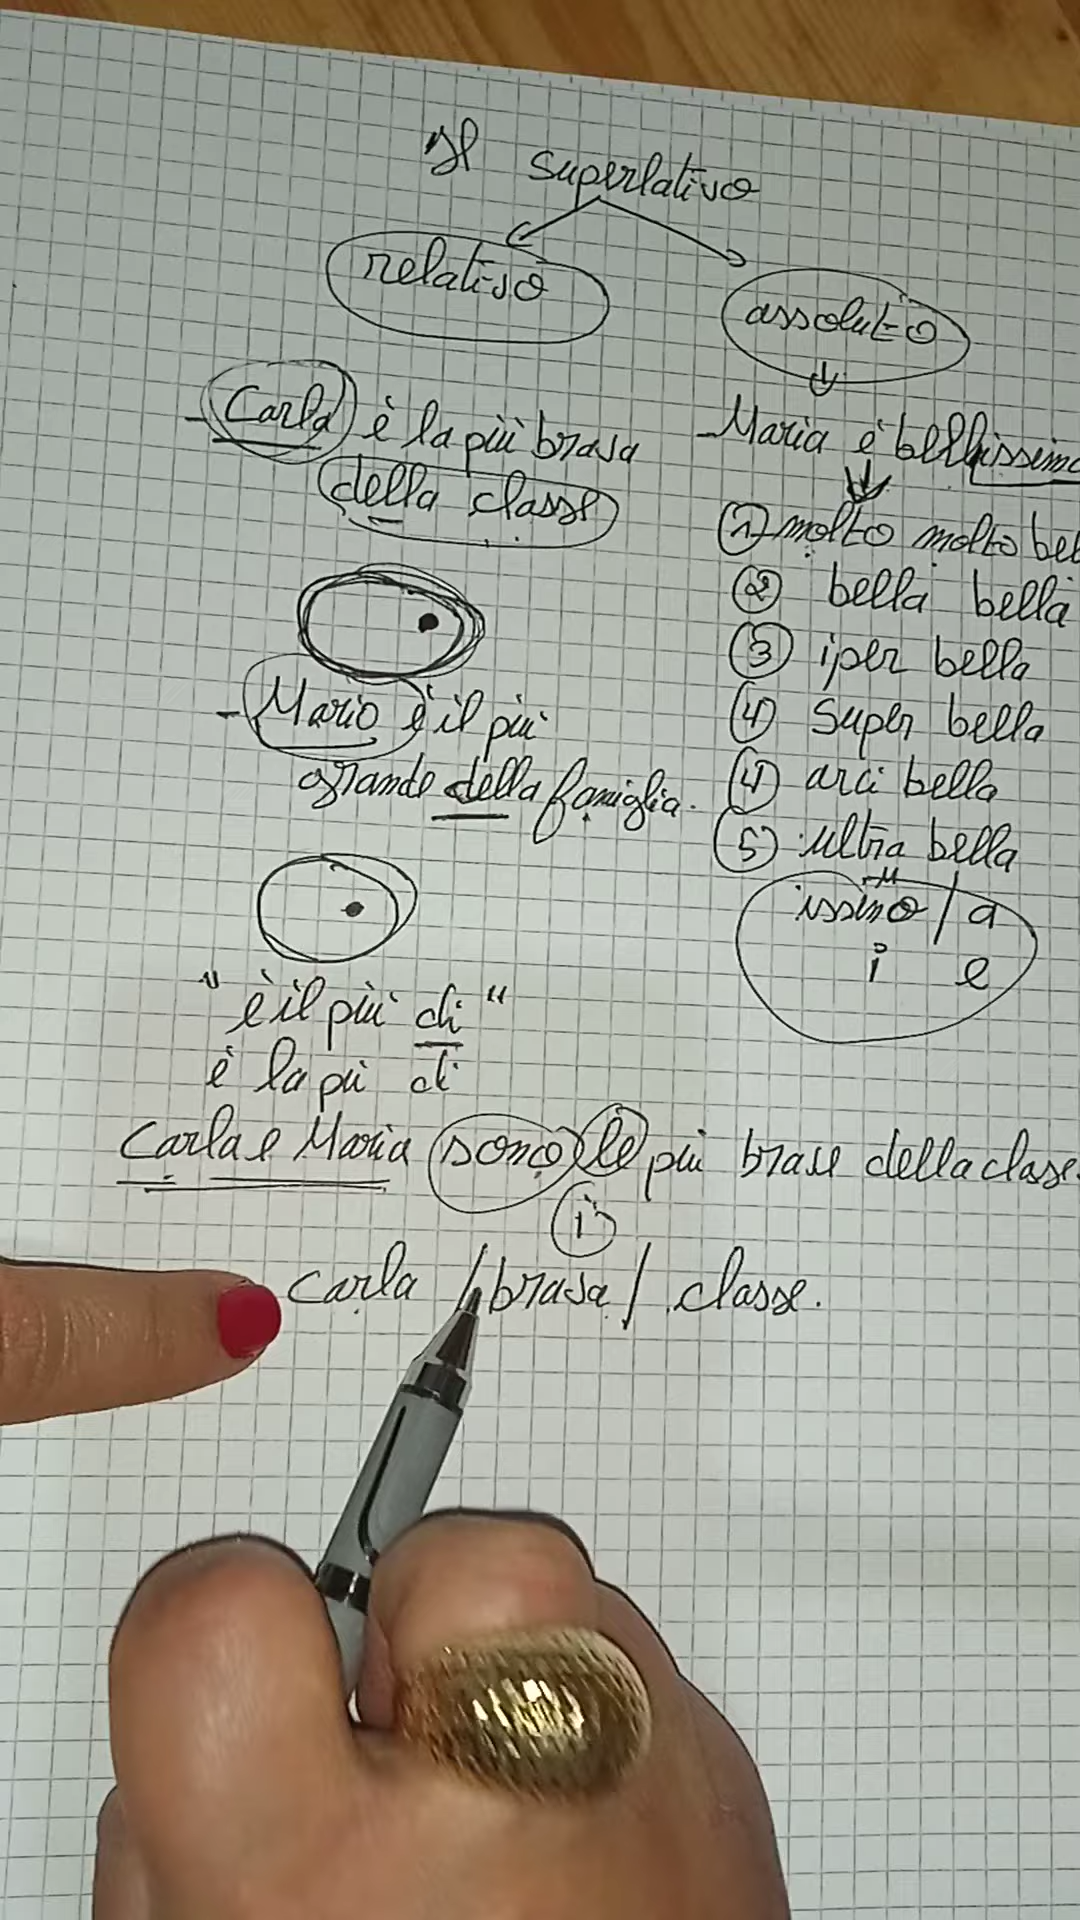 Il superlativo
relativo
assoluto
- Carla è la più brava
della classe
- Mario è il più
grande della famiglia.
"è il più di"
è la più di
- Maria è bellissima
① molto molto bel
② bella bella
③ iper bella
④ super bella
④ arci bella
⑤ ultra bella
issimo / a
i e
Carla e Maria sono le più brave della classe.
i
Carla / brava / classe.